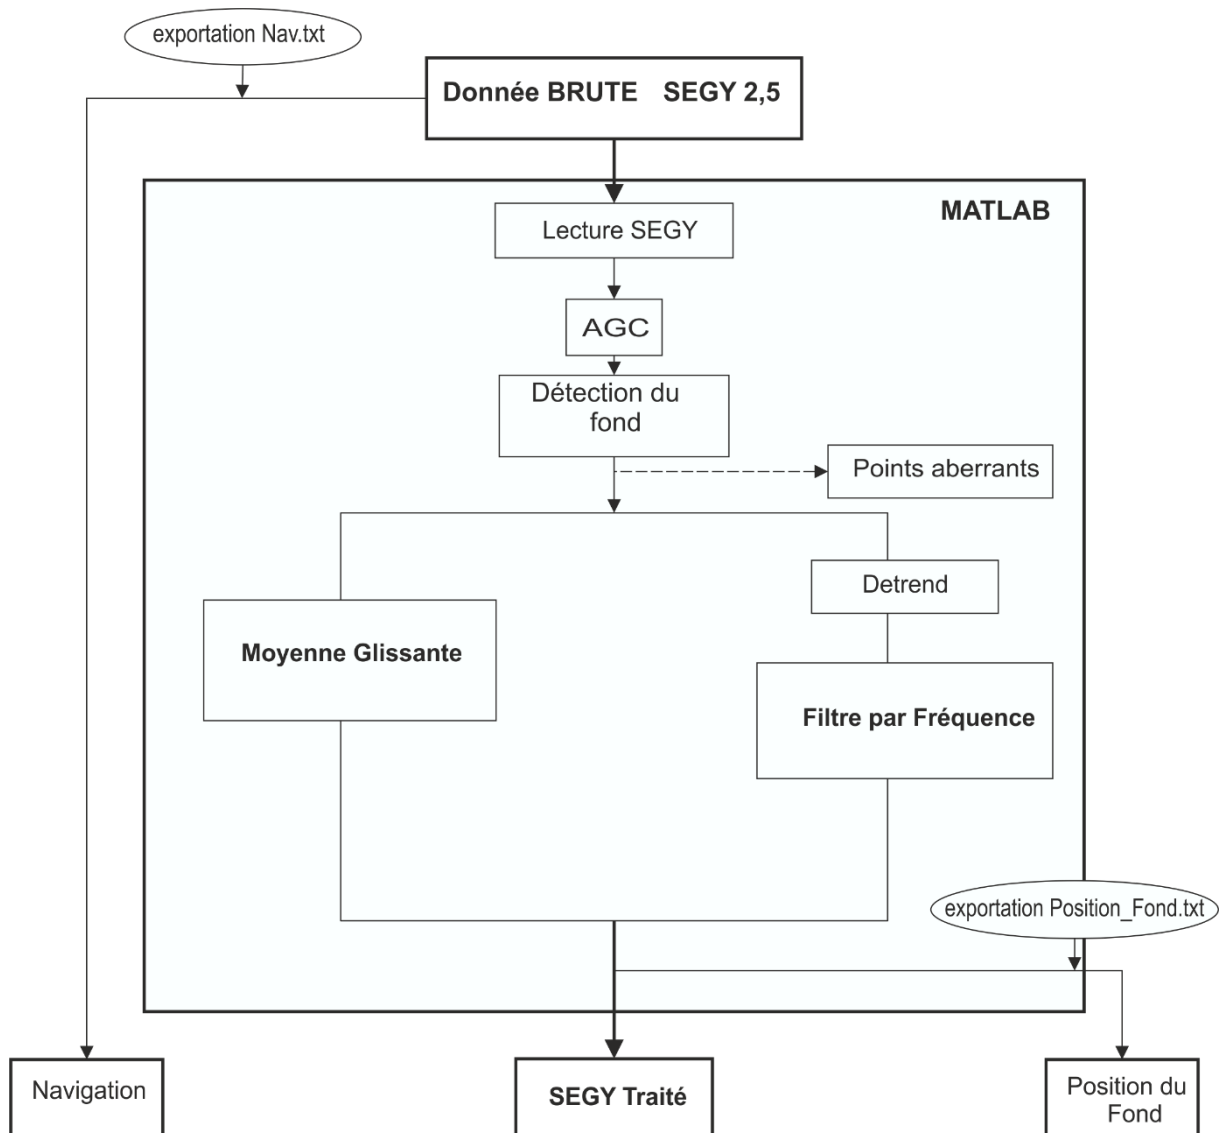 exportation Nav.txt
Donnée BRUTE SEGY 2,5
MATLAB
Lecture SEGY
AGC
Détection du
fond
Points aberrants
Detrend
Moyenne Glissante
Filtre par Fréquence
exportation Position_Fond.txt
Navigation
SEGY Traité
Position du
Fond